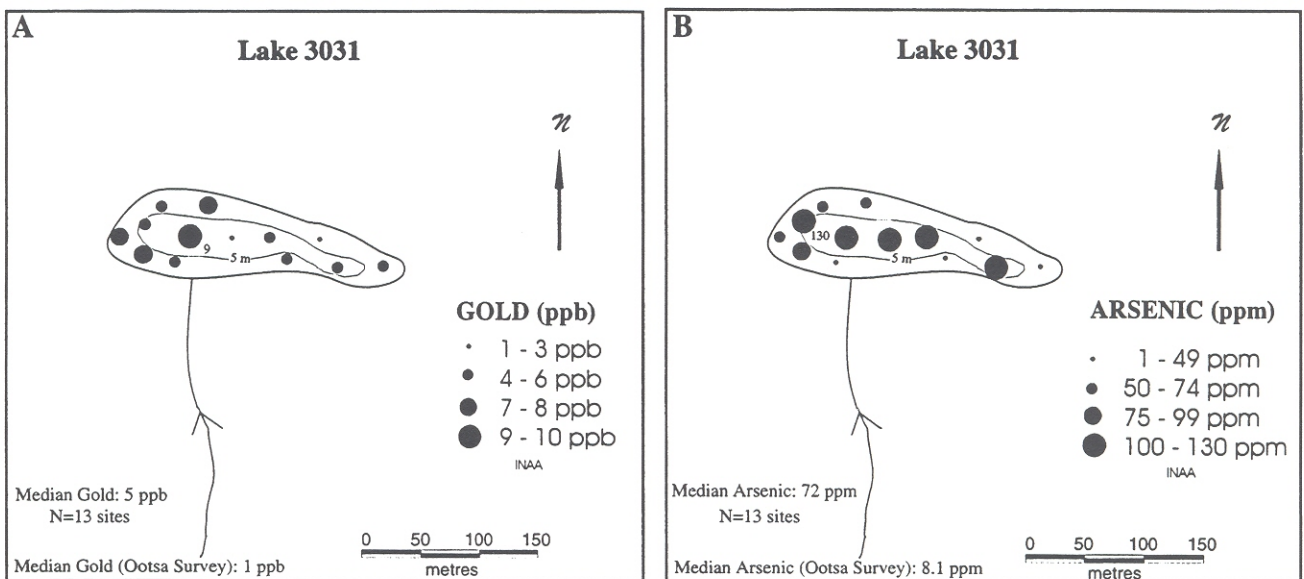 A
Lake 3031
N
9
5 m
GOLD (ppb)
1 - 3 ppb
4 - 6 ppb
7 - 8 ppb
9 - 10 ppb
INAA
Median Gold: 5 ppb
N=13 sites
0 50 100 150
metres
Median Gold (Ootsa Survey): 1 ppb
B
Lake 3031
N
130
5 m
ARSENIC (ppm)
1 - 49 ppm
50 - 74 ppm
75 - 99 ppm
100 - 130 ppm
INAA
Median Arsenic: 72 ppm
N=13 sites
0 50 100 150
metres
Median Arsenic (Ootsa Survey): 8.1 ppm